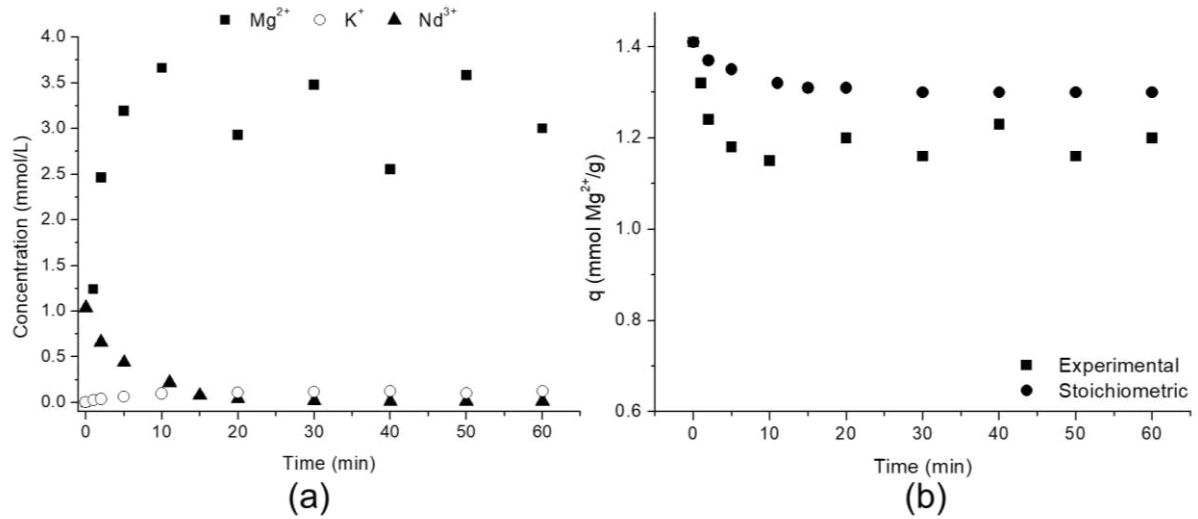 Mg²⁺ K⁺ Nd³⁺
4.0
3.5
3.0
2.5
2.0
1.5
1.0
0.5
0.0
Concentration (mmol/L)
0 10 20 30 40 50 60
Time (min)
(a)
1.4
1.2
1.0
0.8
0.6
q (mmol Mg²⁺/g)
Experimental
Stoichiometric
0 10 20 30 40 50 60
Time (min)
(b)